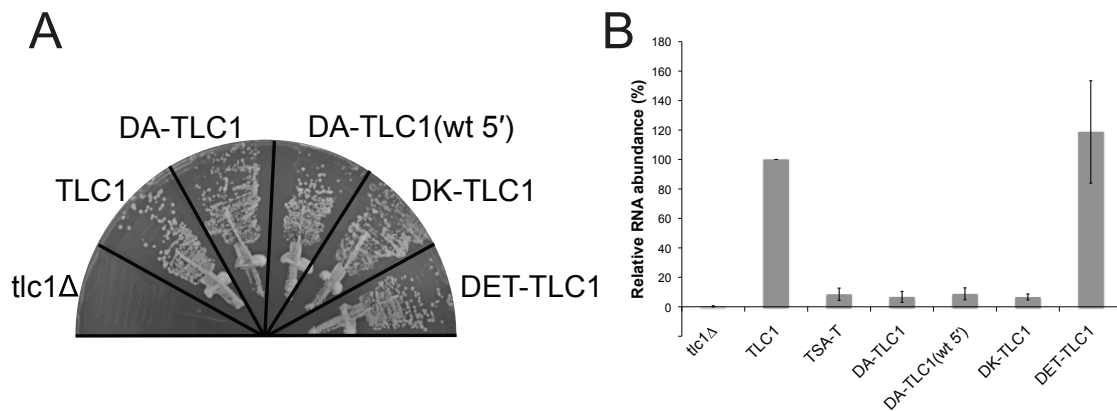 A
DA-TLC1
DA-TLC1(wt 5′)
TLC1
DK-TLC1
tlc1Δ
DET-TLC1
B
Relative RNA abundance (%)
180
160
140
120
100
80
60
40
20
0
tlc1Δ
TLC1
TSA-T
DA-TLC1
DA-TLC1(wt 5′)
DK-TLC1
DET-TLC1